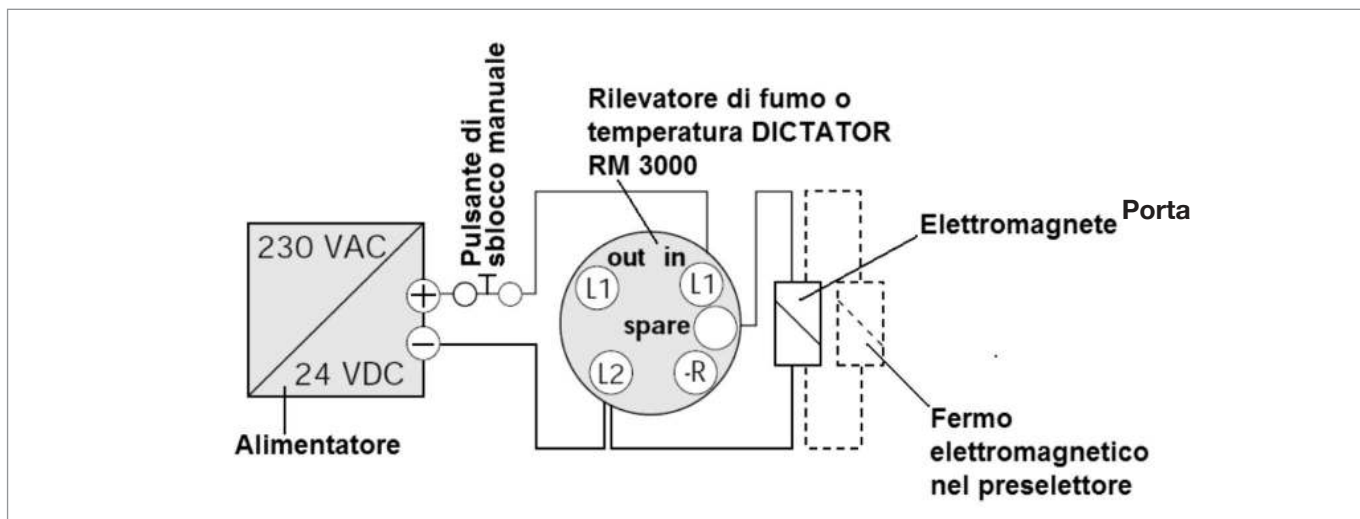 230 VAC
24 VDC
Alimentatore
+
−
Pulsante di
sblocco manuale
Rilevatore di fumo o
temperatura DICTATOR
RM 3000
out in
L1
L1
spare
L2
-R
Elettromagnete Porta
Fermo
elettromagnetico
nel preselettore